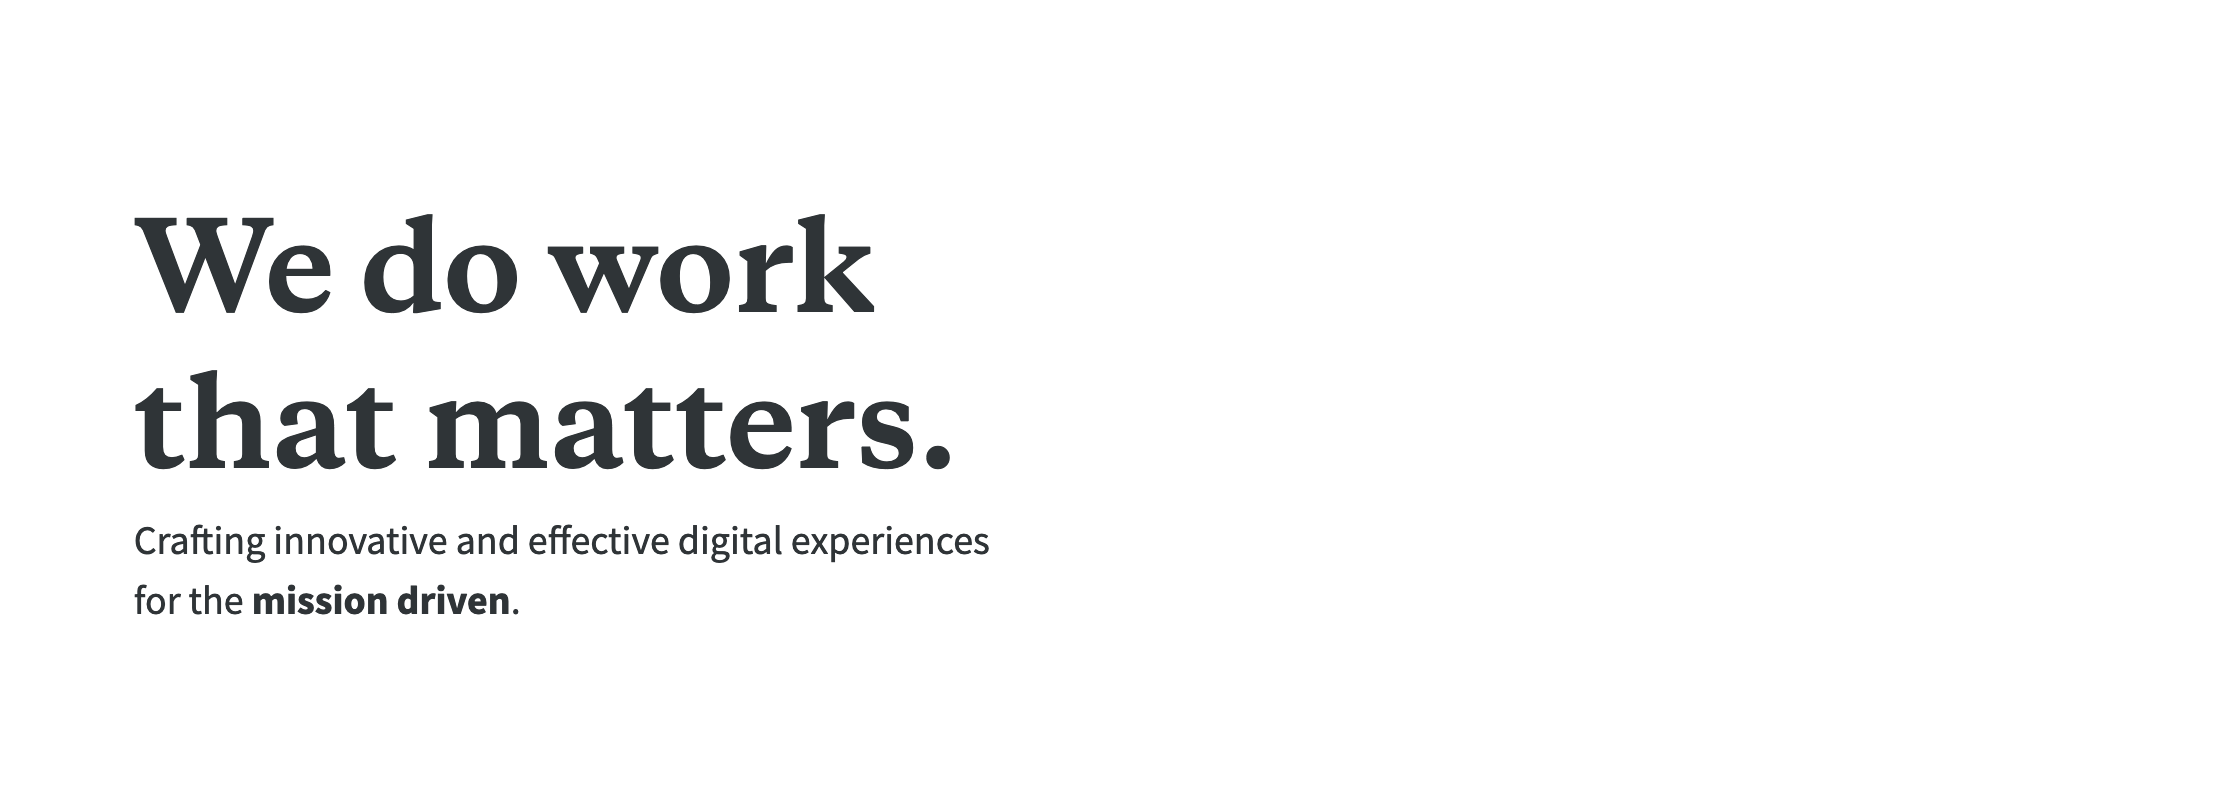 We do work
that matters.
Crafting innovative and effective digital experiences
for the mission driven.